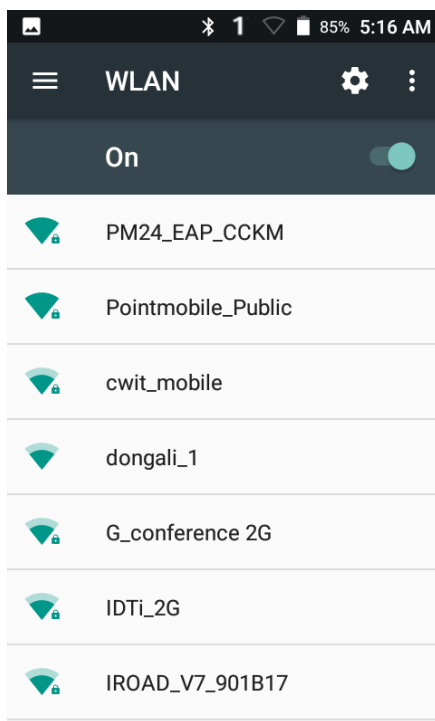 1 85% 5:16 AM
WLAN
On
PM24_EAP_CCKM
Pointmobile_Public
cwit_mobile
dongali_1
G_conference 2G
IDTi_2G
IROAD_V7_901B17